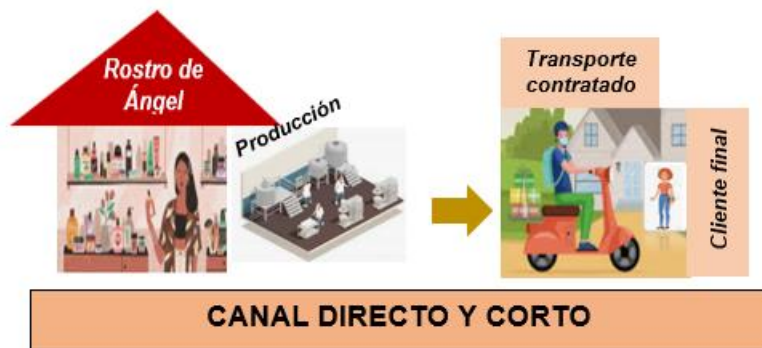 Rostro de
Ángel
Producción
Transporte
contratado
Cliente final
CANAL DIRECTO Y CORTO